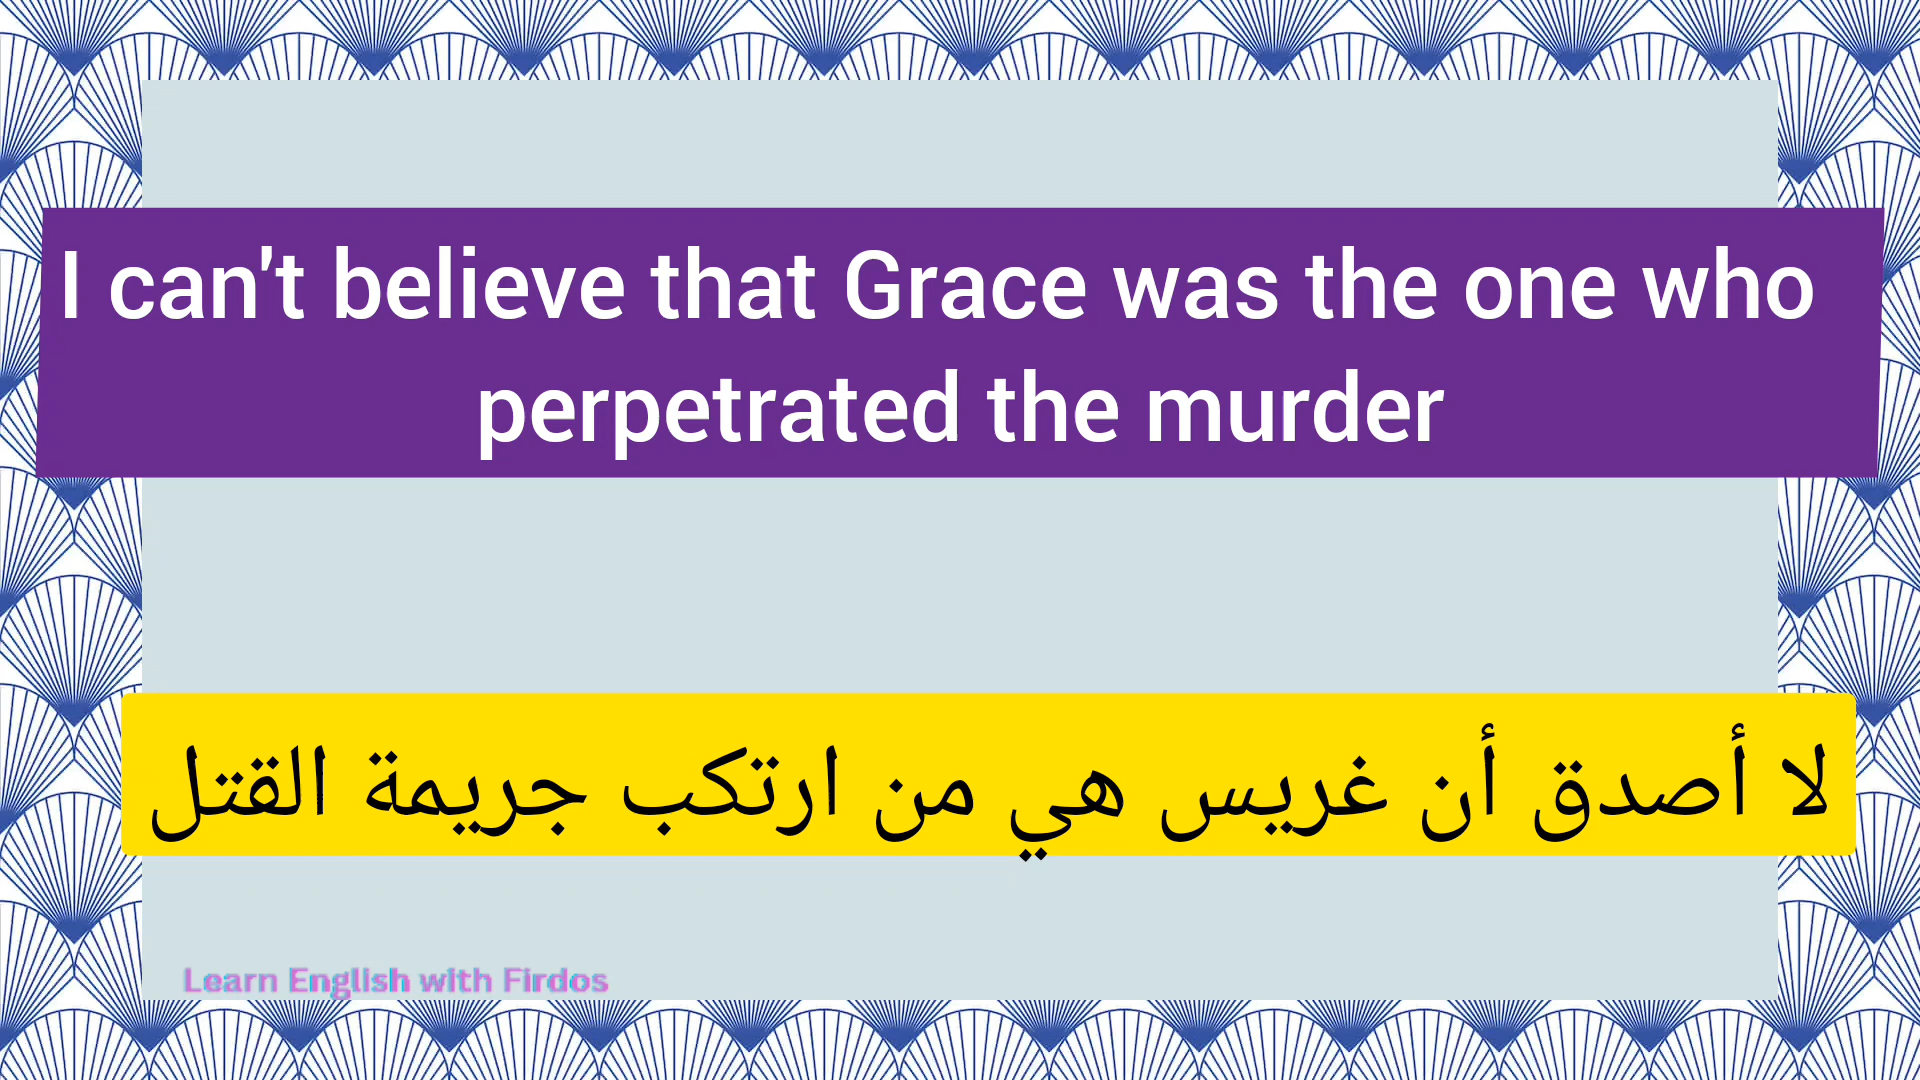 I can't believe that Grace was the one who
perpetrated the murder
لا أصدق أن غريس هي من ارتكب جريمة القتل
Learn English with Firdos